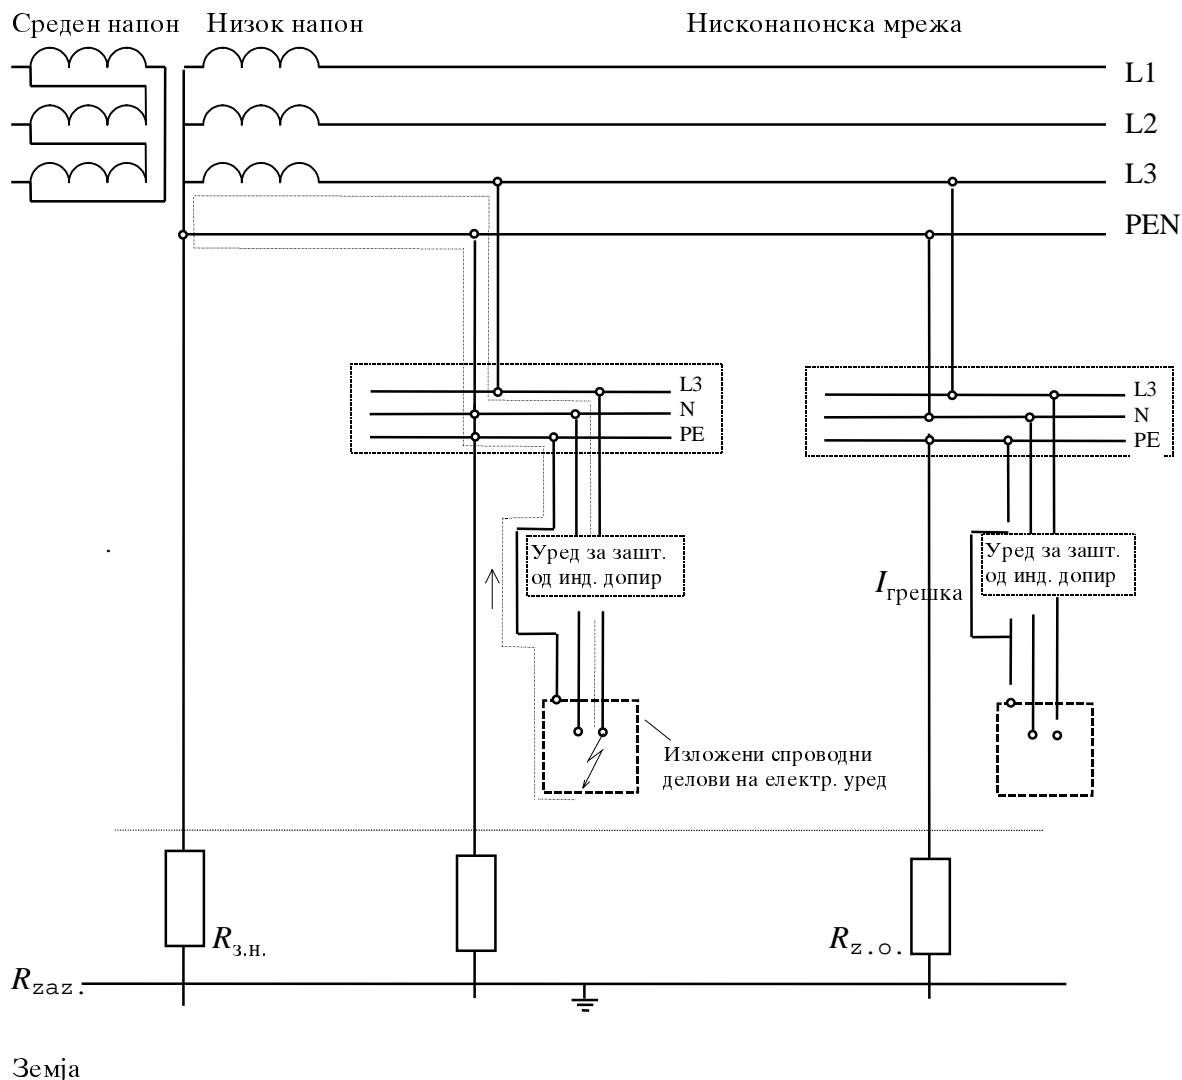 Среден напон
Низок напон
Нисконапонска мрежа
L1
L2
L3
PEN
L3
N
PE
L3
N
PE
Уред за зашт.
од инд. допир
Уред за зашт.
од инд. допир
Iгрешка
Изложени спроводни
делови на електр. уред
Rз.н.
Rz.o.
Rzaz.
Земја